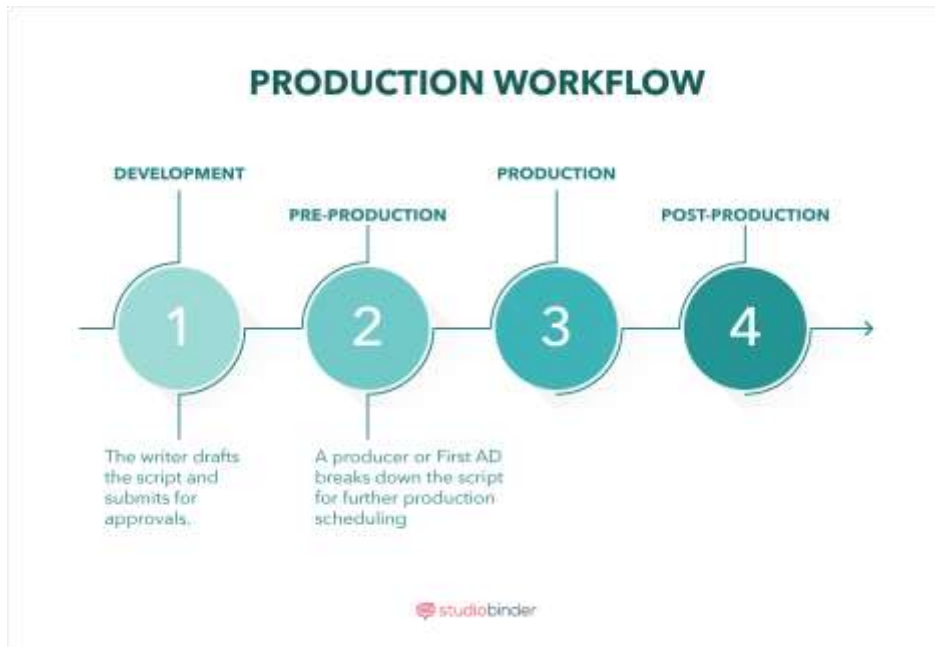 PRODUCTION WORKFLOW
DEVELOPMENT
PRE-PRODUCTION
PRODUCTION
POST-PRODUCTION
1
2
3
4
The writer drafts
the script and
submits for
approvals.
A producer or First AD
breaks down the script
for further production
scheduling
studiobinder